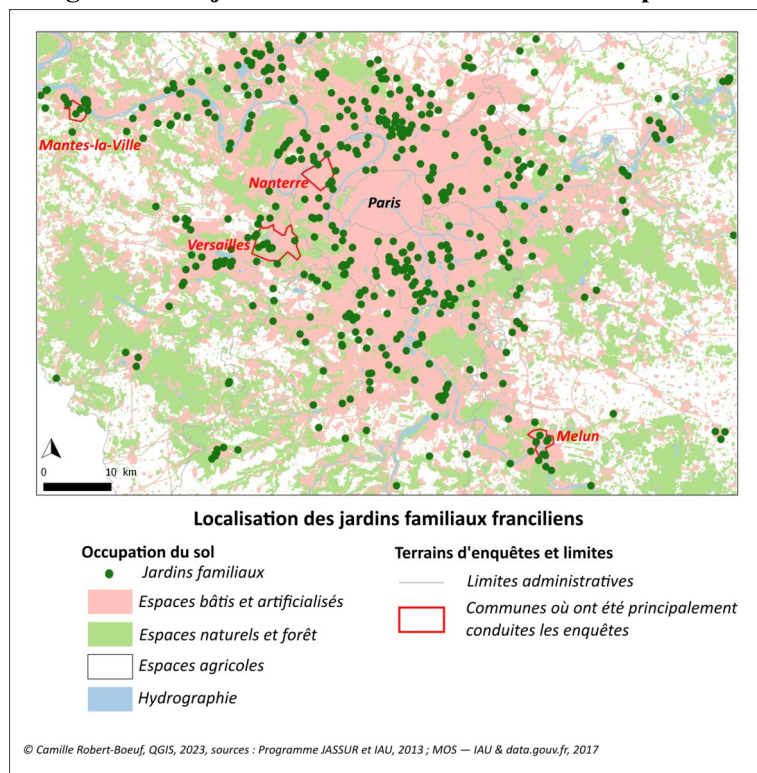 Mantes-la-Ville
Nanterre
Paris
Versailles
Melun
0 10 km
Localisation des jardins familiaux franciliens
Occupation du sol
Jardins familiaux
Espaces bâtis et artificialisés
Espaces naturels et forêt
Espaces agricoles
Hydrographie
Terrains d'enquêtes et limites
Limites administratives
Communes où ont été principalement
conduites les enquêtes
© Camille Robert-Boeuf, QGIS, 2023, sources : Programme JASSUR et IAU, 2013 ; MOS — IAU & data.gouv.fr, 2017